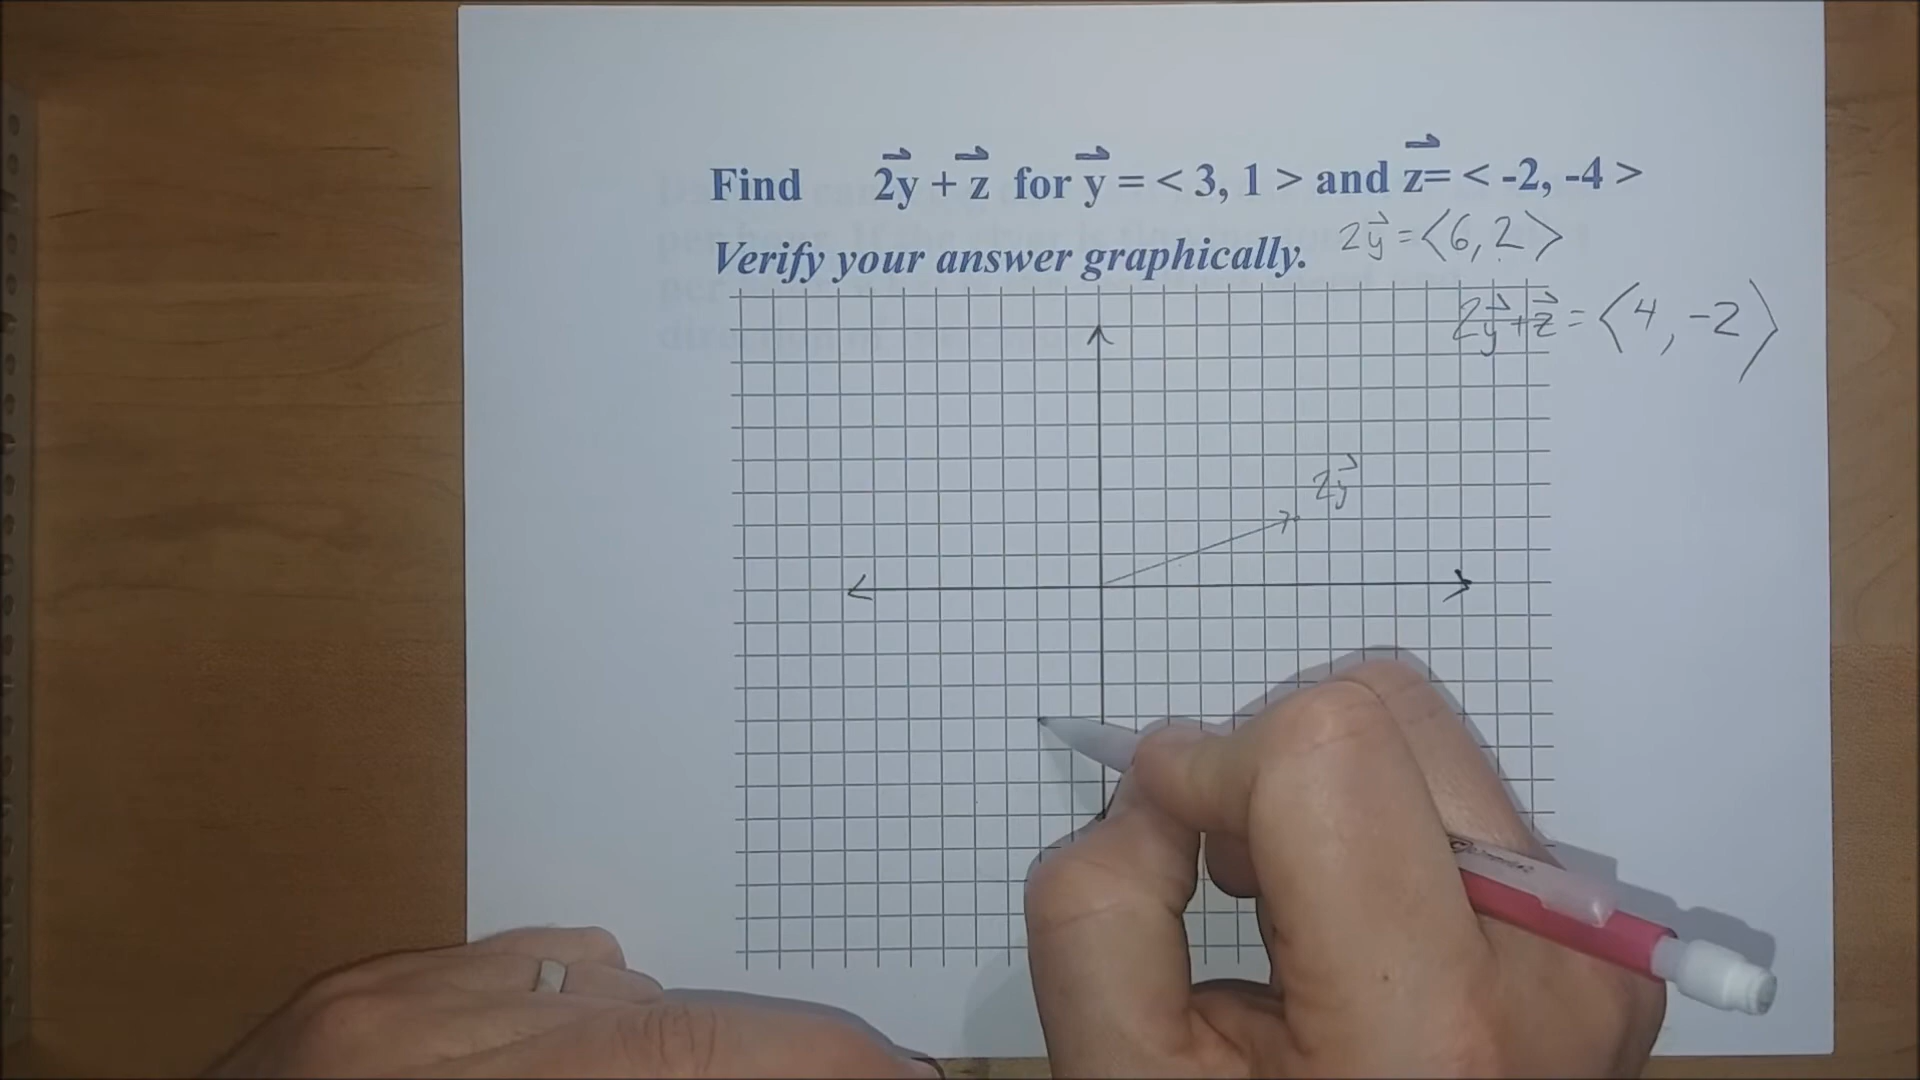 Find 2y + z for y = < 3, 1 > and z= < -2, -4 >
Verify your answer graphically.
2y = ⟨6, 2⟩
2y+z = ⟨4, -2⟩
2y